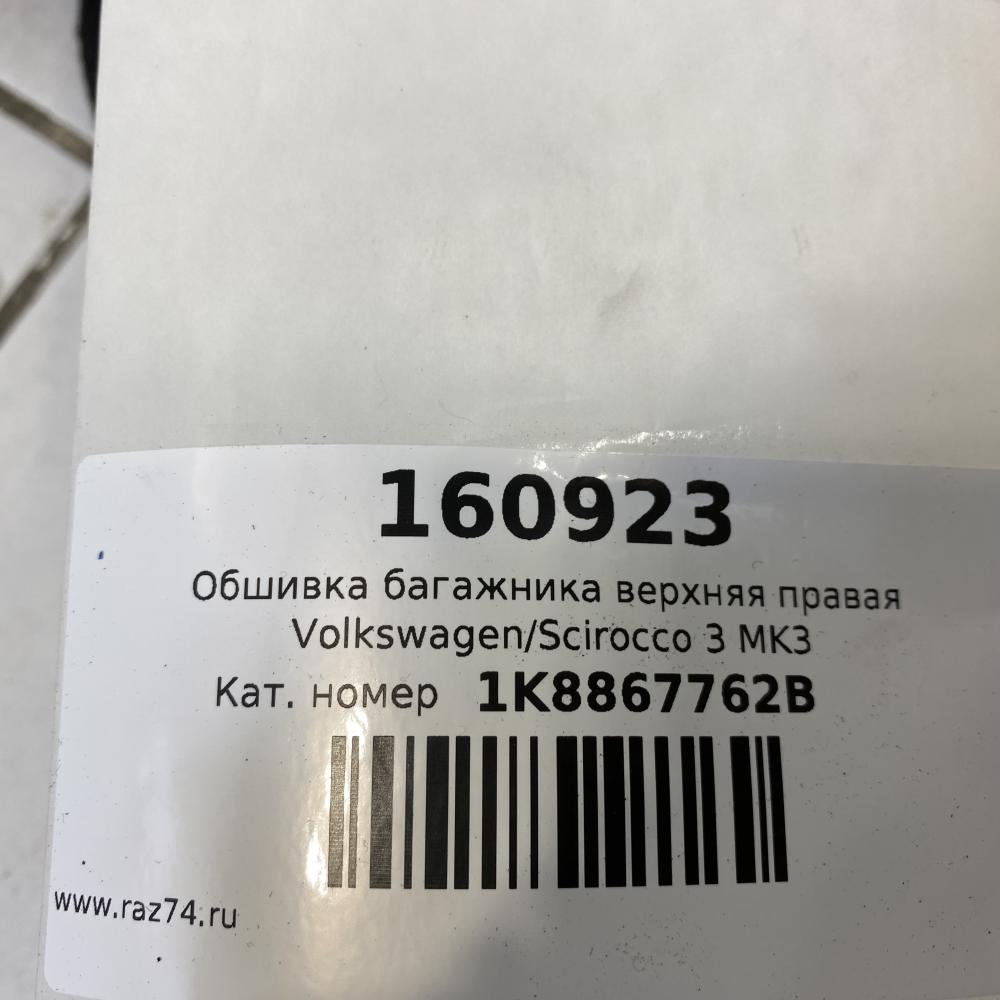 160923
Обшивка багажника верхняя правая
Volkswagen/Scirocco 3 MK3
Кат. номер 1K8867762B
www.raz74.ru